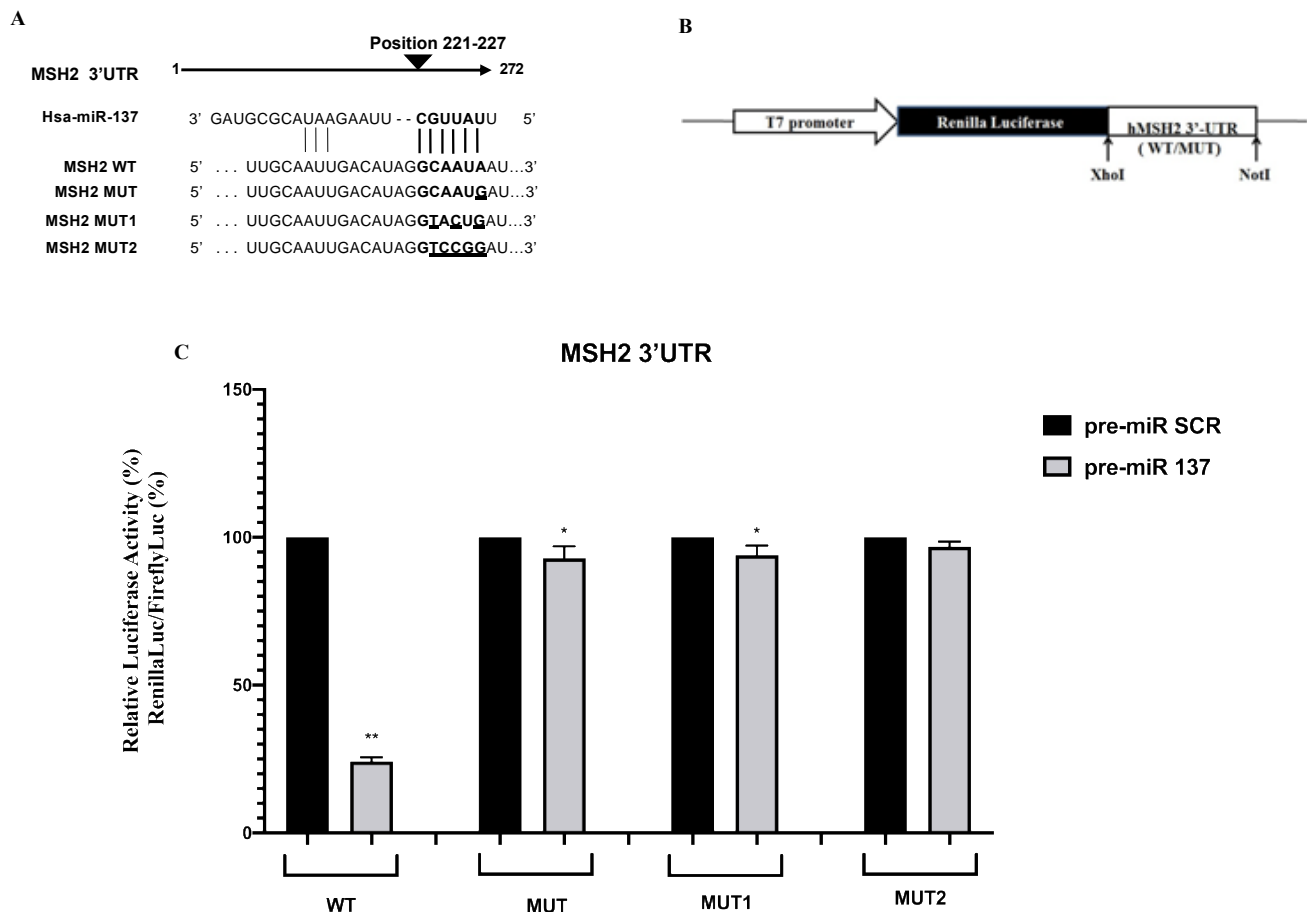 A
Position 221-227
MSH2 3'UTR 1 272
Hsa-miR-137 3' GAUGCGCAUAAGAAUU - - CGUUAUU 5'
MSH2 WT 5' ... UUGCAAUUGACAUAGGCAAUAAU...3'
MSH2 MUT 5' ... UUGCAAUUGACAUAGGCAAUGAU...3'
MSH2 MUT1 5' ... UUGCAAUUGACAUAGGTACUGAU...3'
MSH2 MUT2 5' ... UUGCAAUUGACAUAGGTCCGGAU...3'
B
T7 promoter Renilla Luciferase hMSH2 3'-UTR
( WT/MUT)
XhoI NotI
C
MSH2 3'UTR
Relative Luciferase Activity (%)
RenillaLuc/FireflyLuc (%)
150
100
50
0
** * *
WT MUT MUT1 MUT2
pre-miR SCR
pre-miR 137